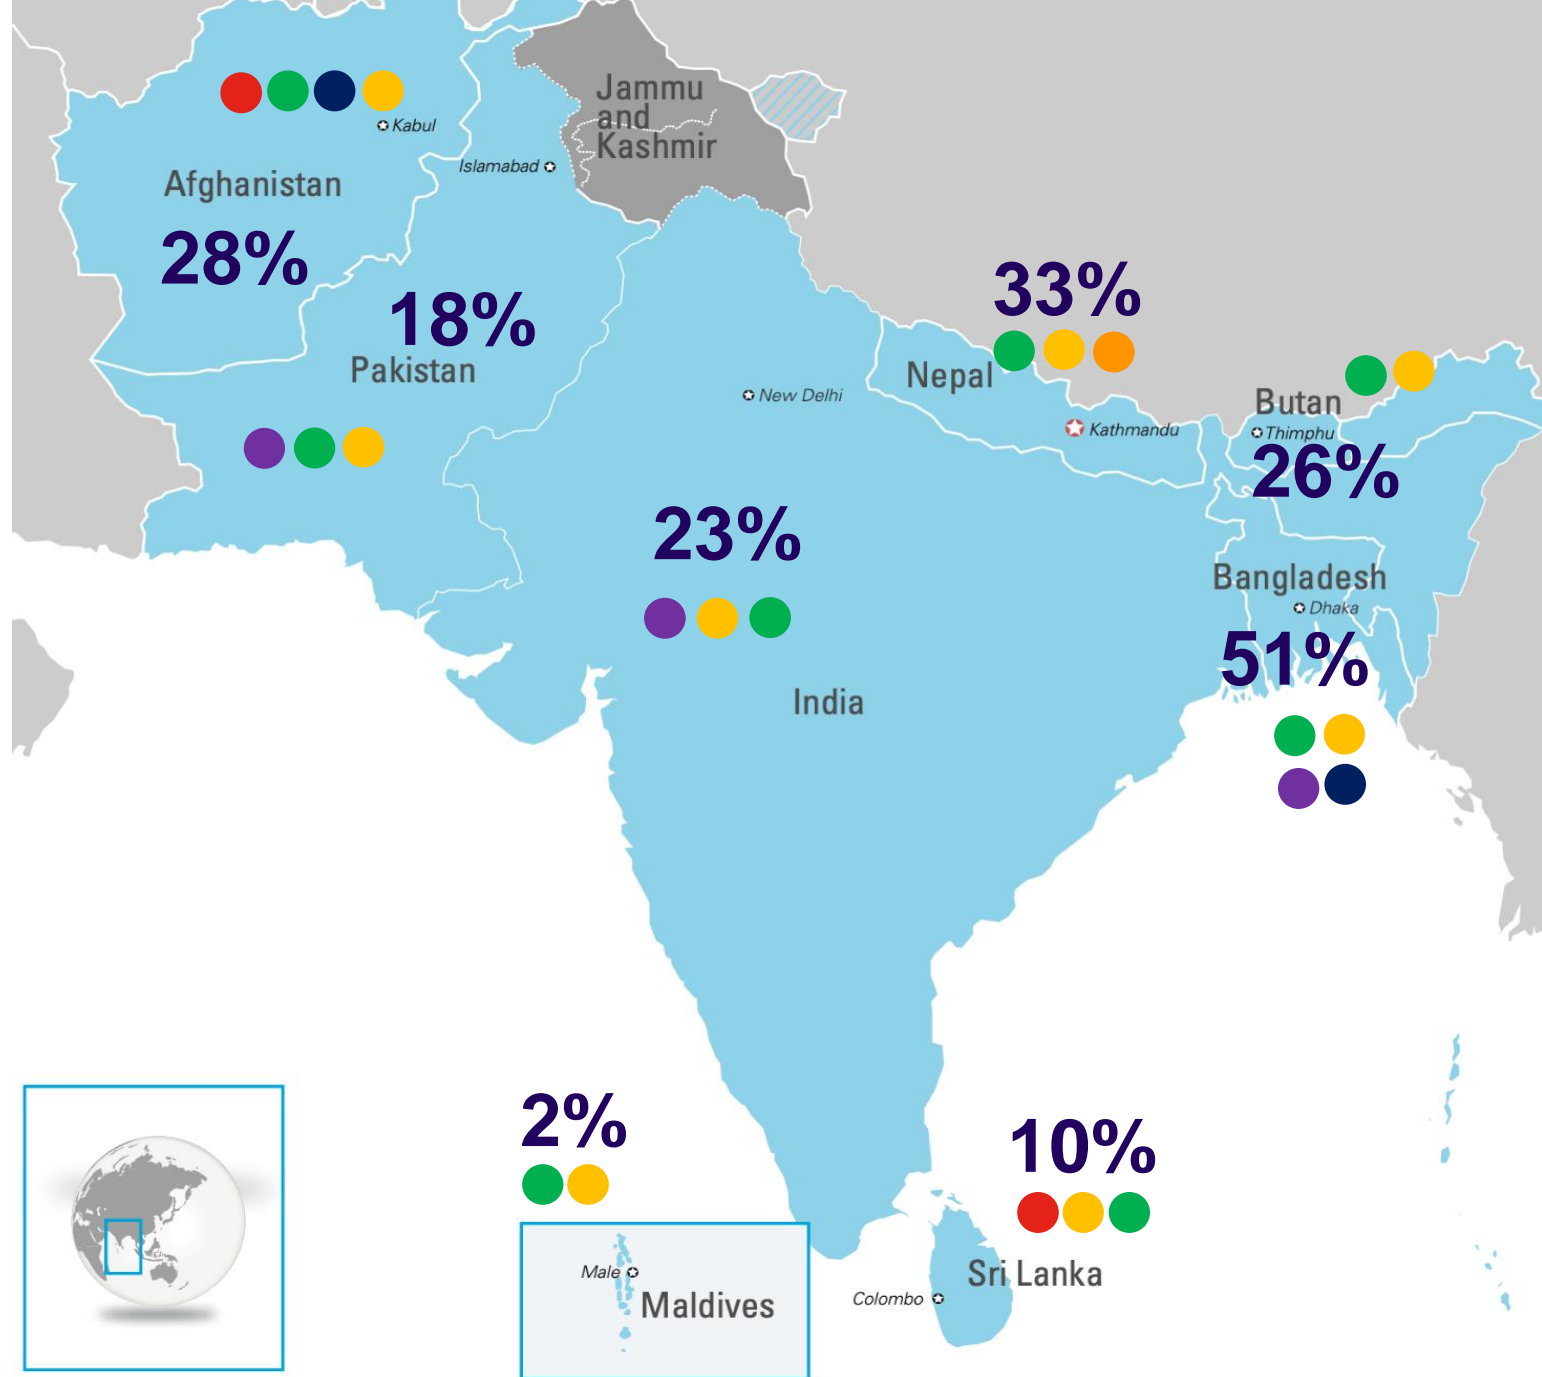 Jammu
and
Kashmir
Kabul
Islamabad
Afghanistan
28%
18%
Pakistan
33%
Nepal
New Delhi
Kathmandu
Butan
Thimphu
26%
23%
Bangladesh
Dhaka
51%
India
2%
10%
Male
Maldives
Sri Lanka
Colombo